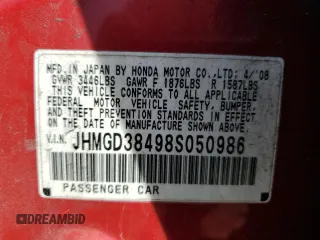 MFD. IN JAPAN BY HONDA MOTOR CO.,LTD; 4/'08
GVWR 3446LBS GAWR F 1876LBS R 1587LBS
THIS VEHICLE CONFORMS TO ALL APPLICABLE
FEDERAL MOTOR VEHICLE SAFETY, BUMPER,
AND THEFT PREVENTION STANDARDS IN EFFECT
ON THE DATE OF MANUFACTURE SHOWN ABOVE.
V.I.N. JHMGD38498S050986
PASSENGER CAR
DREAMBID